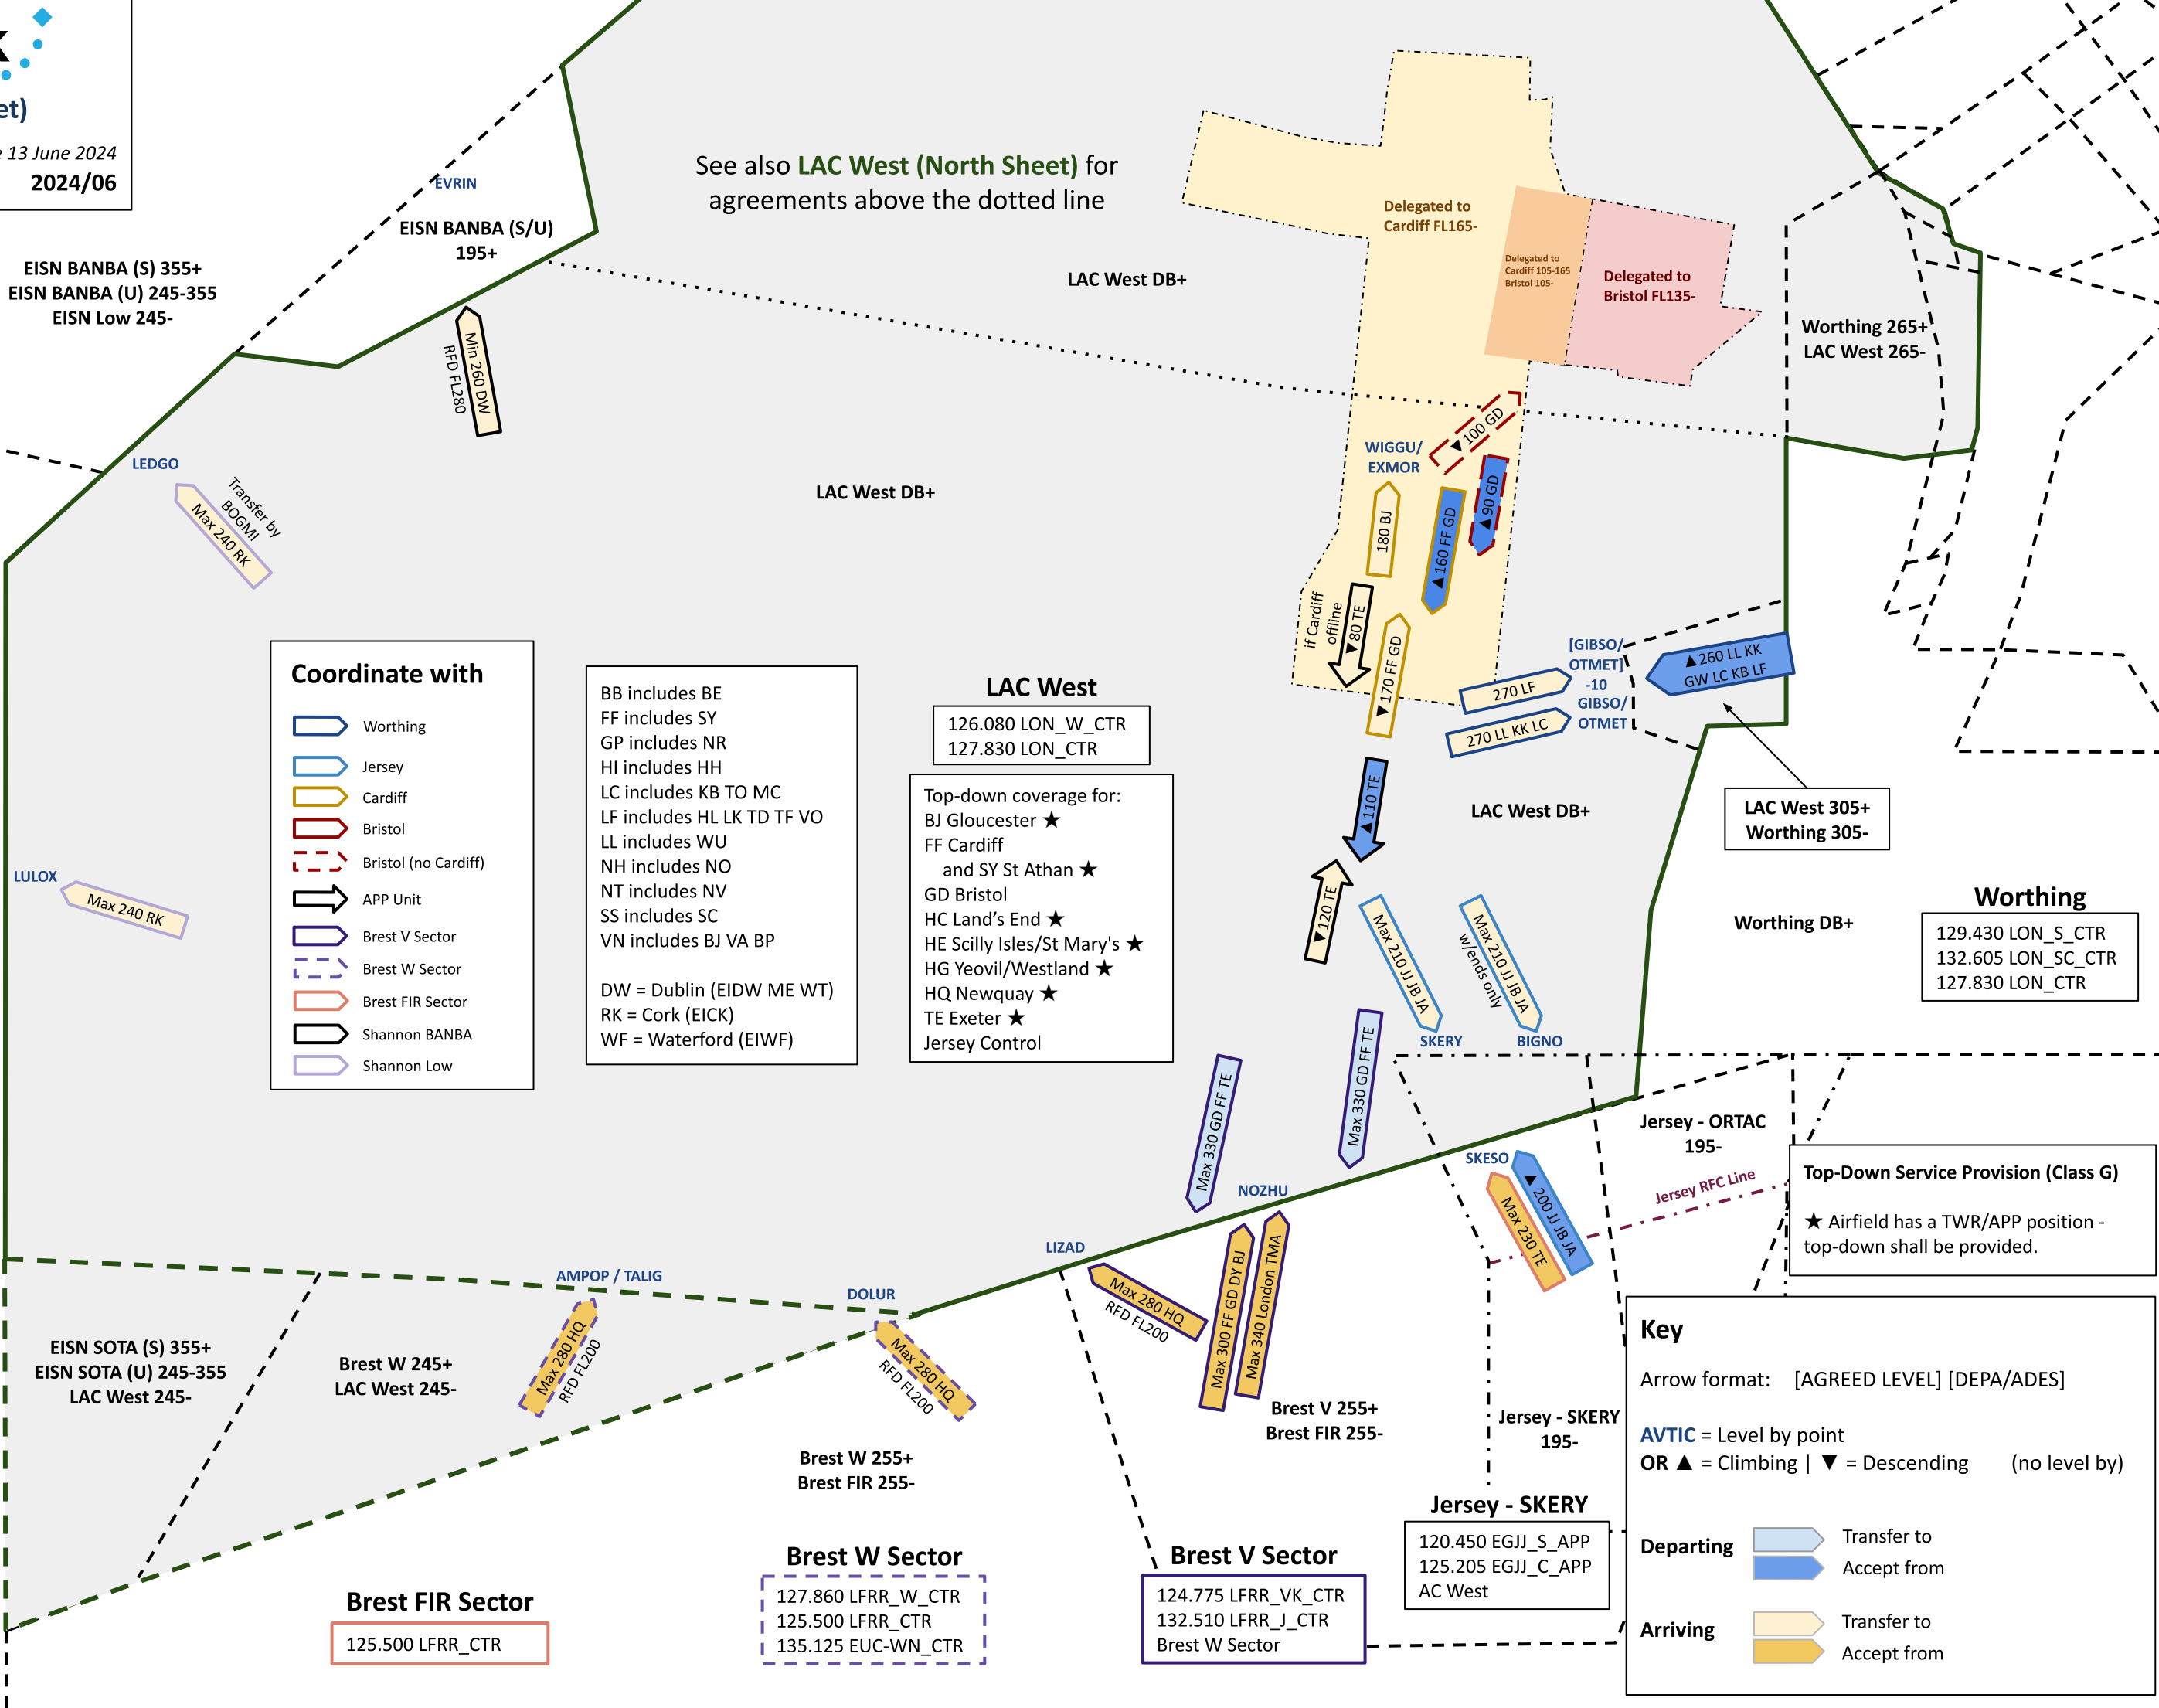 et)
13 June 2024
2024/06
EVRIN
EISN BANBA (S/U)
195+
EISN BANBA (S) 355+
EISN BANBA (U) 245-355
EISN Low 245-
See also LAC West (North Sheet) for
agreements above the dotted line
LAC West DB+
Delegated to
Cardiff FL165-
Delegated to
Cardiff 105-165
Bristol 105-
Delegated to
Bristol FL135-
Worthing 265+
LAC West 265-
Min 260 DW
RFD FL280
LEDGO
Transfer by
BOGMI
Max 240 RK
LAC West DB+
WIGGU/
EXMOR
▲ 100 GD
▲ 90 GD
180 BJ
▲ 160 FF GD
if Cardiff
offline
▼ 80 TE
▼ 170 FF GD
[GIBSO/
OTMET]
-10
GIBSO/
OTMET
270 LF
270 LL KK LC
▲ 260 LL KK
GW LC KB LF
LAC West 305+
Worthing 305-
LULOX
Max 240 RK
Coordinate with
Worthing
Jersey
Cardiff
Bristol
Bristol (no Cardiff)
APP Unit
Brest V Sector
Brest W Sector
Brest FIR Sector
Shannon BANBA
Shannon Low
BB includes BE
FF includes SY
GP includes NR
HI includes HH
LC includes KB TO MC
LF includes HL LK TD TF VO
LL includes WU
NH includes NO
NT includes NV
SS includes SC
VN includes BJ VA BP
DW = Dublin (EIDW ME WT)
RK = Cork (EICK)
WF = Waterford (EIWF)
LAC West
126.080 LON_W_CTR
127.830 LON_CTR
Top-down coverage for:
BJ Gloucester ★
FF Cardiff
and SY St Athan ★
GD Bristol
HC Land's End ★
HE Scilly Isles/St Mary's ★
HG Yeovil/Westland ★
HQ Newquay ★
TE Exeter ★
Jersey Control
▲ 110 TE
▼ 120 TE
LAC West DB+
Max 210 JJ JB JA
Max 210 JJ JB JA
w/ends only
SKERY
BIGNO
Worthing DB+
Worthing
129.430 LON_S_CTR
132.605 LON_SC_CTR
127.830 LON_CTR
Max 330 GD FF TE
Max 330 GD FF TE
Jersey - ORTAC
195-
Jersey RFC Line
SKESO
▲ 200 JJ JB JA
Max 230 TE
NOZHU
LIZAD
Max 280 HQ
RFD FL200
Max 300 FF GD DY BJ
Max 340 London TMA
AMPOP / TALIG
Max 280 HQ
RFD FL200
DOLUR
Max 280 HQ
RFD FL200
EISN SOTA (S) 355+
EISN SOTA (U) 245-355
LAC West 245-
Brest W 245+
LAC West 245-
Brest W 255+
Brest FIR 255-
Brest V 255+
Brest FIR 255-
Jersey - SKERY
195-
Top-Down Service Provision (Class G)
★ Airfield has a TWR/APP position -
top-down shall be provided.
Brest FIR Sector
125.500 LFRR_CTR
Brest W Sector
127.860 LFRR_W_CTR
125.500 LFRR_CTR
135.125 EUC-WN_CTR
Brest V Sector
124.775 LFRR_VK_CTR
132.510 LFRR_J_CTR
Brest W Sector
Jersey - SKERY
120.450 EGJJ_S_APP
125.205 EGJJ_C_APP
AC West
Key
Arrow format: [AGREED LEVEL] [DEPA/ADES]
AVTIC = Level by point
OR ▲ = Climbing | ▼ = Descending (no level by)
Departing
Transfer to
Accept from
Arriving
Transfer to
Accept from